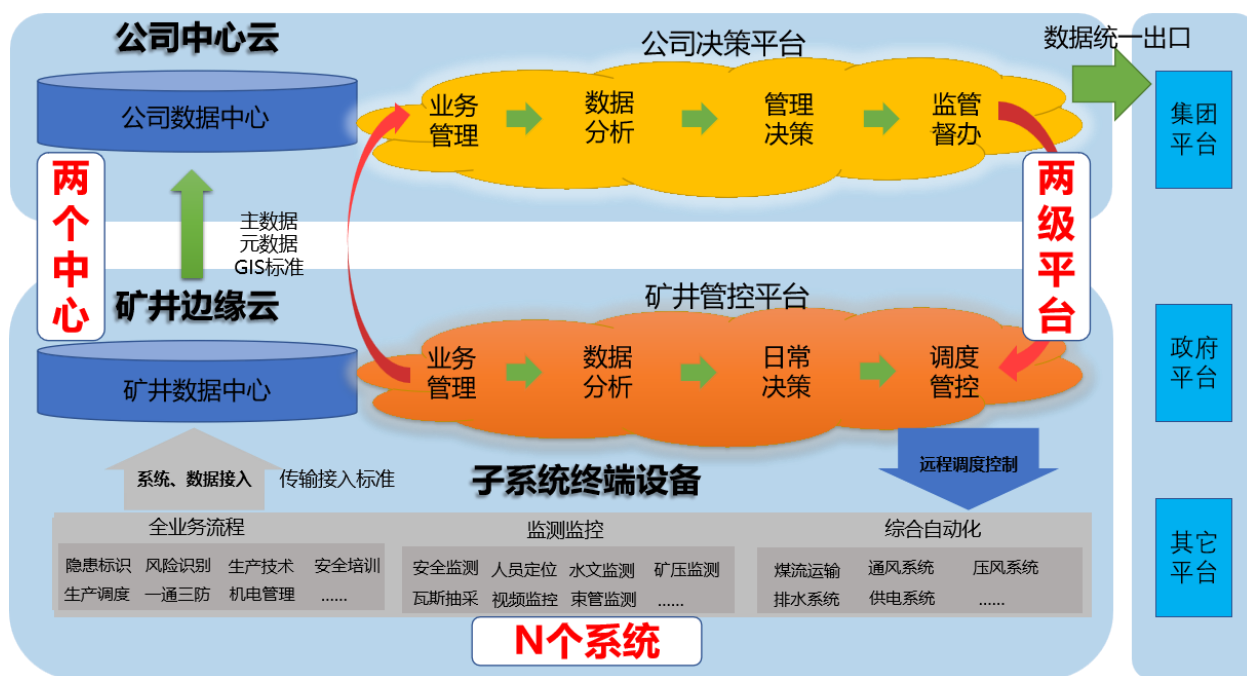 公司中心云
公司决策平台
数据统一出口
公司数据中心
业务
管理
数据
分析
管理
决策
监管
督办
集团
平台
两
个
中
心
两
级
平
台
主数据
元数据
GIS标准
矿井边缘云
矿井管控平台
矿井数据中心
业务
管理
数据
分析
日常
决策
调度
管控
政府
平台
系统、数据接入
传输接入标准
子系统终端设备
远程调度控制
全业务流程
监测监控
综合自动化
隐患标识 风险识别 生产技术 安全培训
生产调度 一通三防 机电管理 ......
安全监测 人员定位 水文监测 矿压监测
瓦斯抽采 视频监控 束管监测 ......
煤流运输 通风系统 压风系统
排水系统 供电系统 ......
其它
平台
N个系统